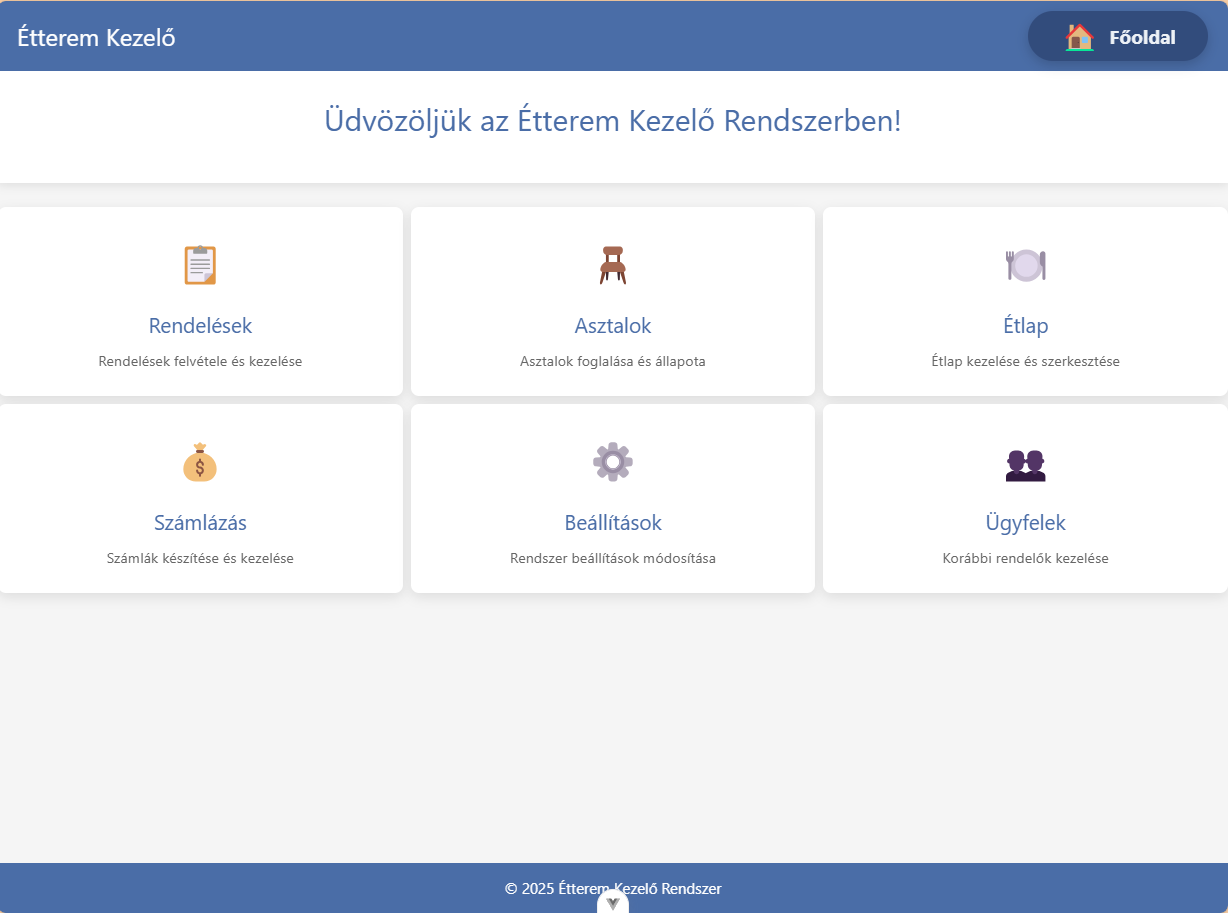 Étterem Kezelő
Főoldal
Üdvözöljük az Étterem Kezelő Rendszerben!
Rendelések
Rendelések felvétele és kezelése
Asztalok
Asztalok foglalása és állapota
Étlap
Étlap kezelése és szerkesztése
Számlázás
Számlák készítése és kezelése
Beállítások
Rendszer beállítások módosítása
Ügyfelek
Korábbi rendelők kezelése
© 2025 Étterem Kezelő Rendszer